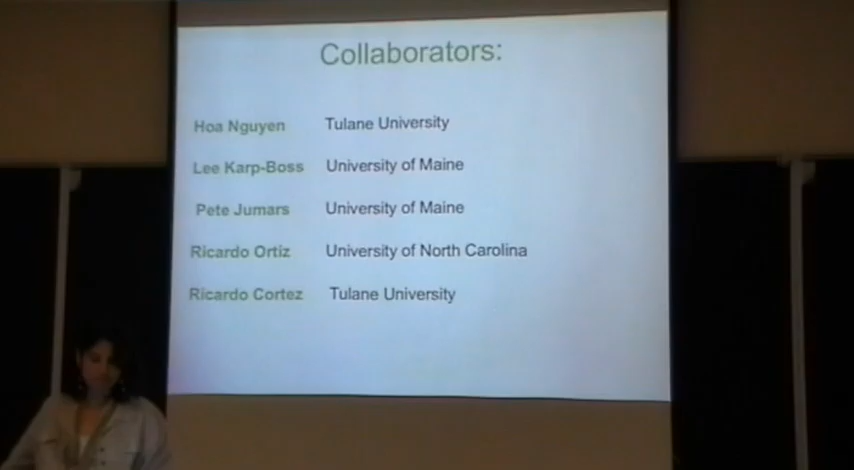 Collaborators:
Hoa Nguyen Tulane University
Lee Karp-Boss University of Maine
Pete Jumars University of Maine
Ricardo Ortiz University of North Carolina
Ricardo Cortez Tulane University